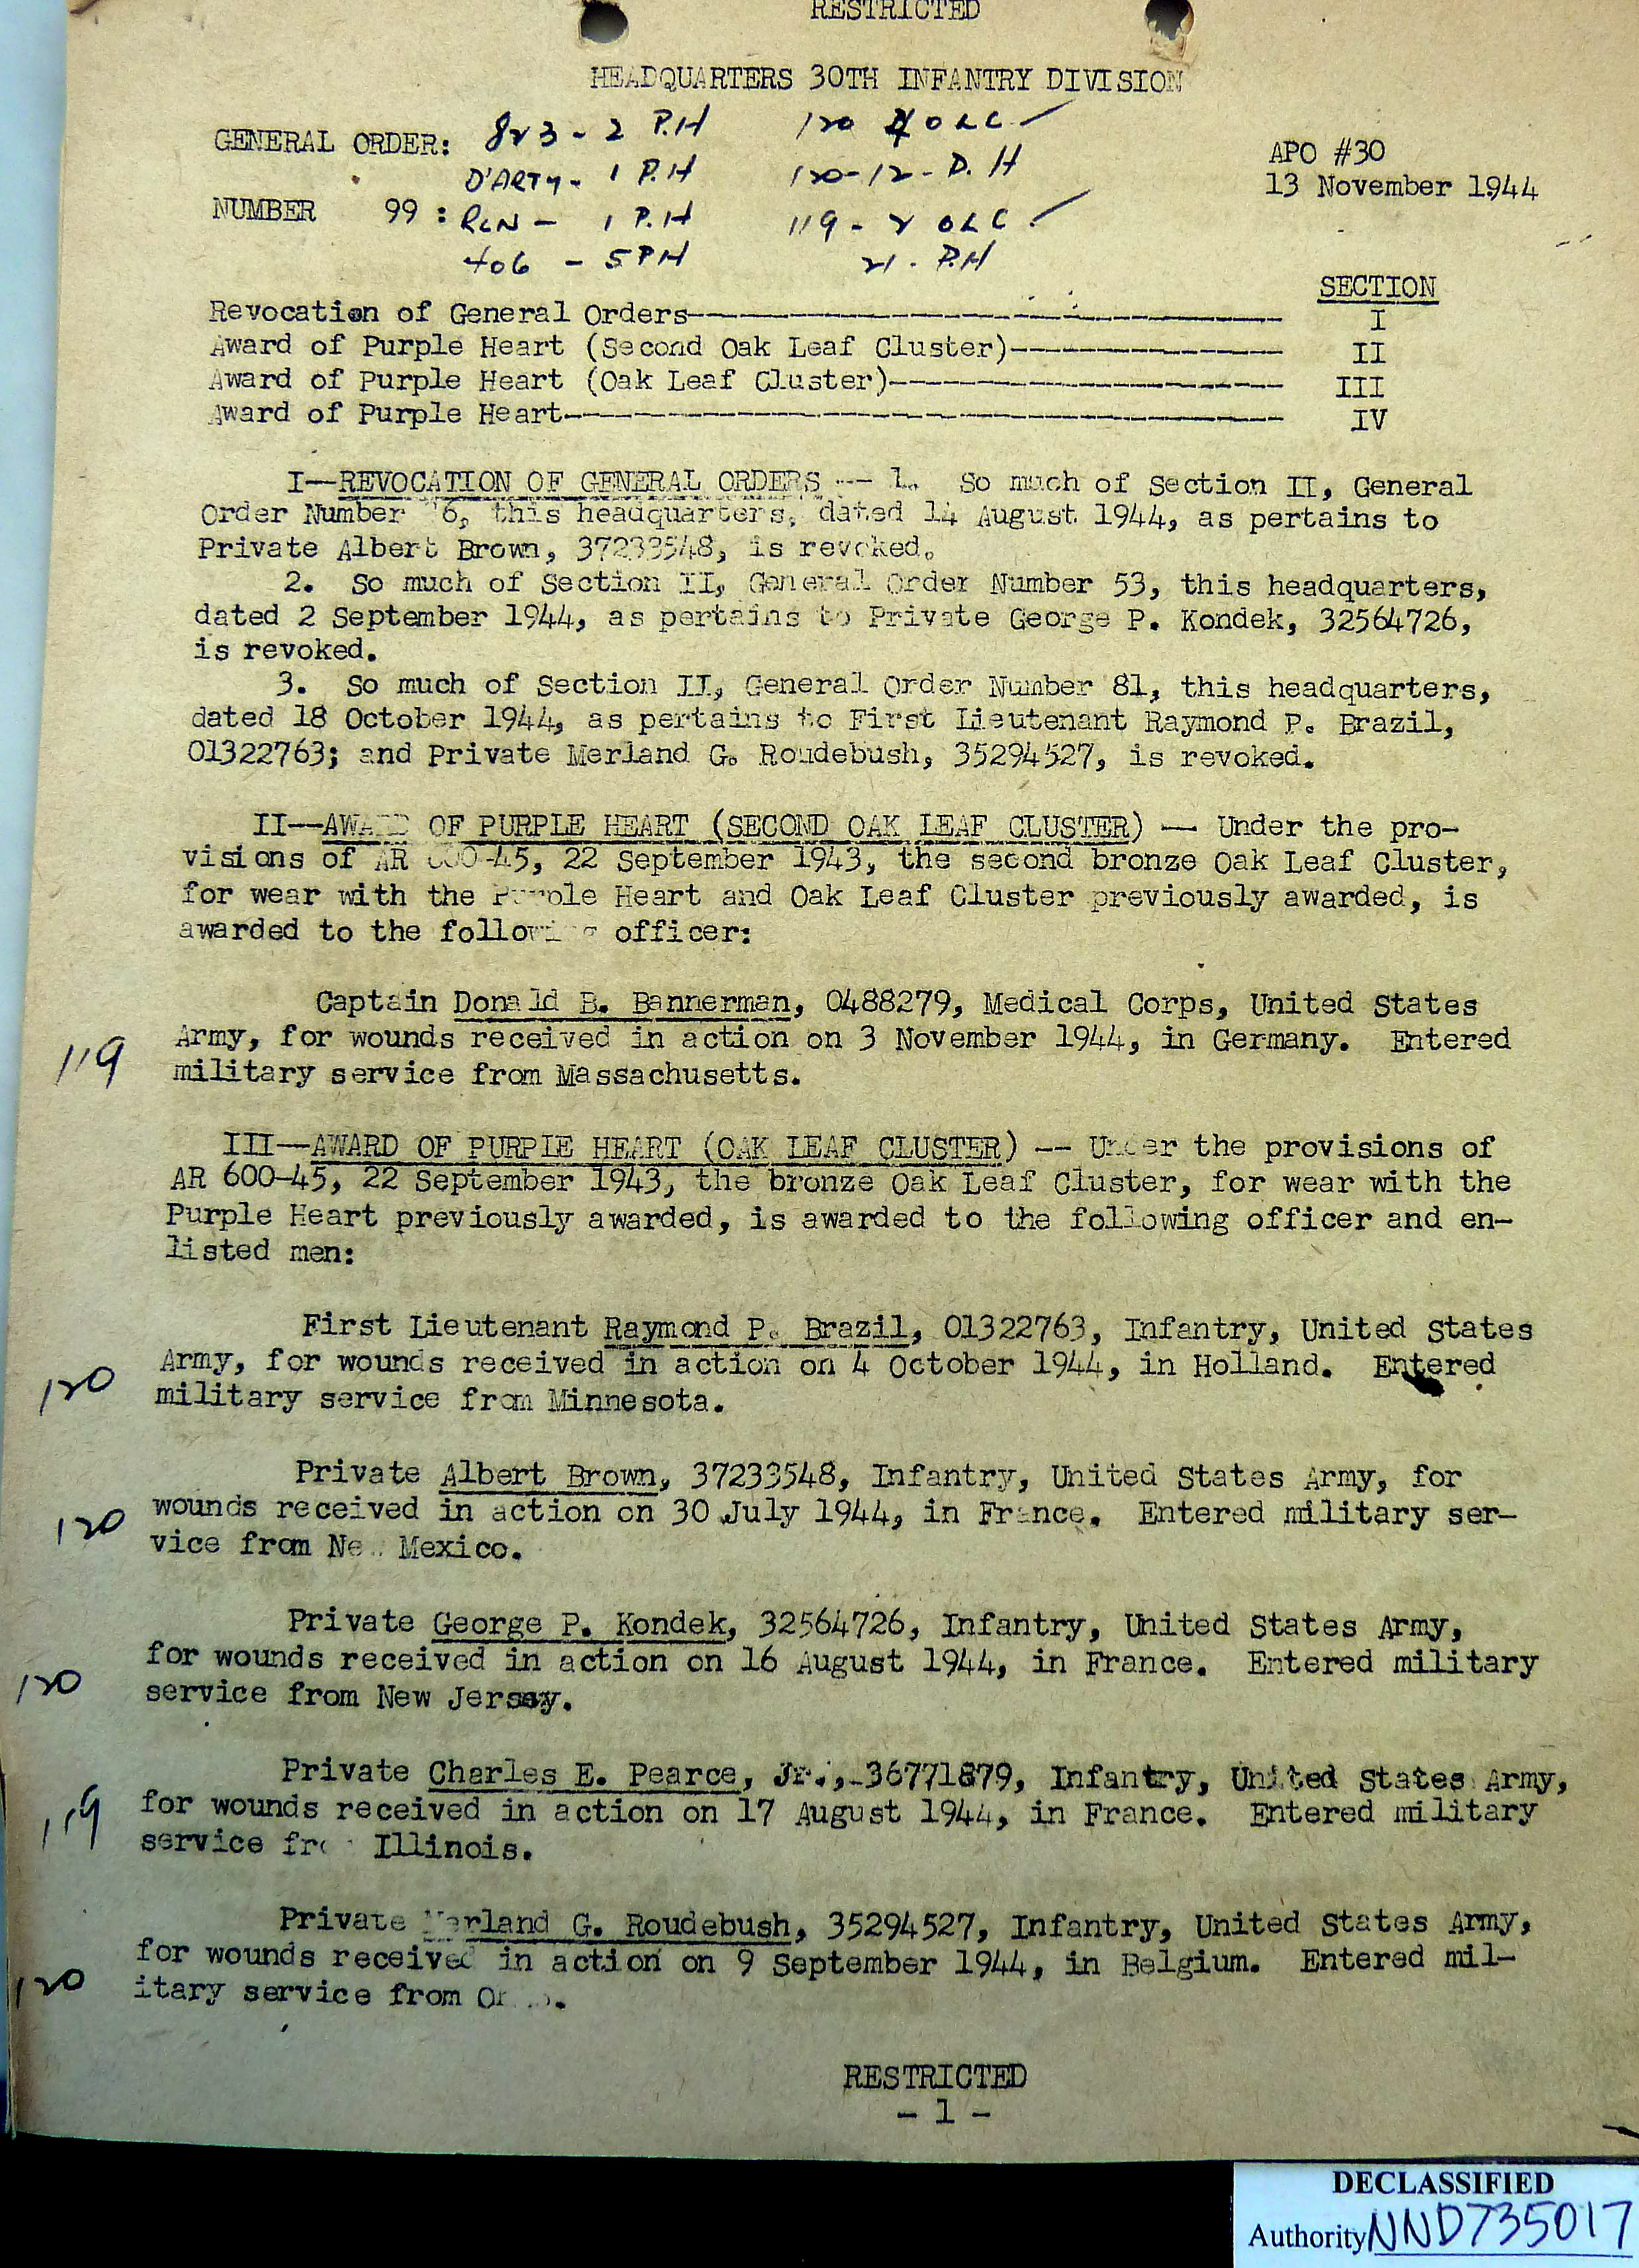 RESTRICTED
HEADQUARTERS 30TH INFANTRY DIVISION
GENERAL ORDER: 823 - 2 P.H 120 4 OLC ✓
APO #30
D'ARTY - 1 P.H 120-12-P.H
13 November 1944
NUMBER 99 : RCN - 1 P.H 119 - 2 OLC ✓
406 - 5 PH 21 - P.H
SECTION
Revocation of General Orders---------- I
Award of Purple Heart (Second Oak Leaf Cluster)---------- II
Award of Purple Heart (Oak Leaf Cluster)---------- III
Award of Purple Heart---------- IV
I--REVOCATION OF GENERAL ORDERS -- 1. So much of Section II, General
Order Number 6, this headquarters, dated 14 August 1944, as pertains to
Private Albert Brown, 37233548, is revoked.
2. So much of Section II, General Order Number 53, this headquarters,
dated 2 September 1944, as pertains to Private George P. Kondek, 32564726,
is revoked.
3. So much of Section II, General Order Number 81, this headquarters,
dated 18 October 1944, as pertains to First Lieutenant Raymond P. Brazil,
01322763; and Private Merland G. Roudebush, 35294527, is revoked.
II--AWARD OF PURPLE HEART (SECOND OAK LEAF CLUSTER) -- Under the pro-
visions of AR 600-45, 22 September 1943, the second bronze Oak Leaf Cluster,
for wear with the Purple Heart and Oak Leaf Cluster previously awarded, is
awarded to the following officer:
Captain Donald B. Bannerman, 0488279, Medical Corps, United States
119 Army, for wounds received in action on 3 November 1944, in Germany. Entered
military service from Massachusetts.
III--AWARD OF PURPLE HEART (OAK LEAF CLUSTER) -- Under the provisions of
AR 600-45, 22 September 1943, the bronze Oak Leaf Cluster, for wear with the
Purple Heart previously awarded, is awarded to the following officer and en-
listed men:
First Lieutenant Raymond P. Brazil, 01322763, Infantry, United States
120 Army, for wounds received in action on 4 October 1944, in Holland. Entered
military service from Minnesota.
Private Albert Brown, 37233548, Infantry, United States Army, for
120 wounds received in action on 30 July 1944, in France. Entered military ser-
vice from New Mexico.
Private George P. Kondek, 32564726, Infantry, United States Army,
for wounds received in action on 16 August 1944, in France. Entered military
120 service from New Jersey.
Private Charles E. Pearce, Jr., 36771879, Infantry, United States Army,
119 for wounds received in action on 17 August 1944, in France. Entered military
service from Illinois.
Private Merland G. Roudebush, 35294527, Infantry, United States Army,
for wounds received in action on 9 September 1944, in Belgium. Entered mil-
120 itary service from Ohio.
RESTRICTED
- 1 -
DECLASSIFIED
Authority NND735017